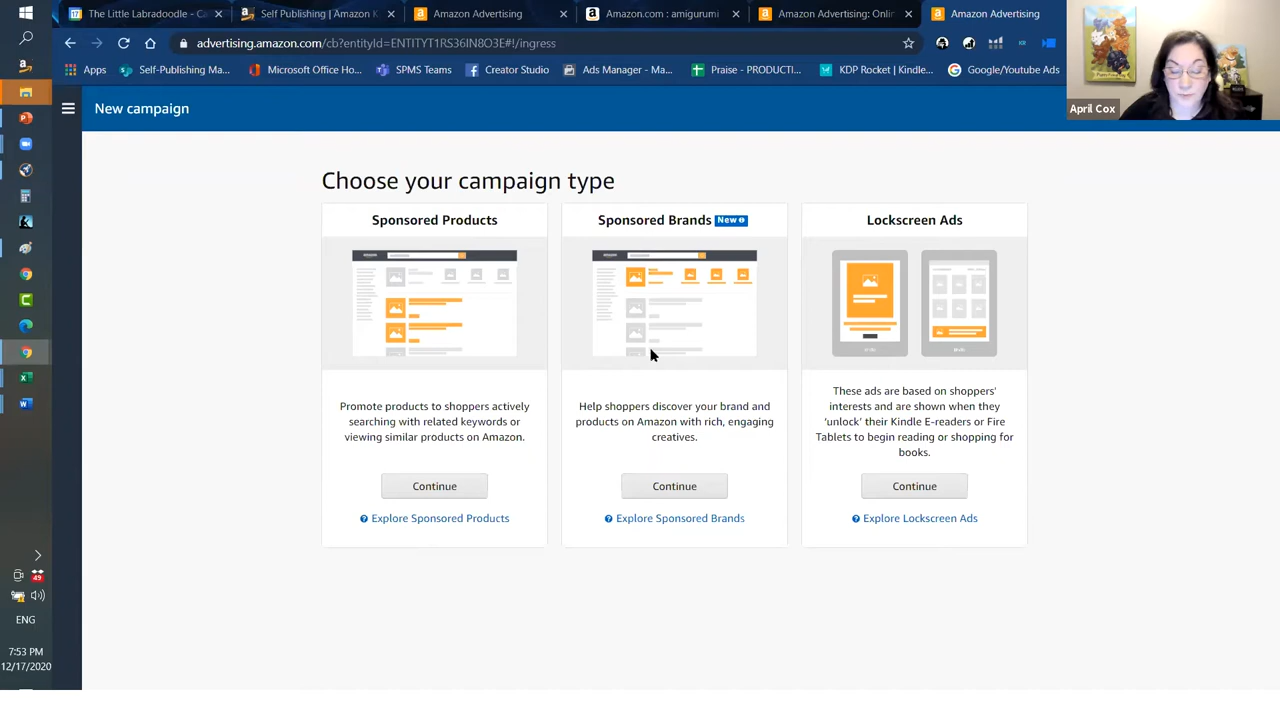 The Little Labradoodle - Ca
Self Publishing | Amazon K
Amazon Advertising
Amazon.com : amigurumi
Amazon Advertising: Onlin
Amazon Advertising
advertising.amazon.com/cb?entityId=ENTITYT1RS36IN8O3E#!/ingress
Apps
Self-Publishing Ma...
Microsoft Office Ho...
SPMS Teams
Creator Studio
Ads Manager - Ma...
Praise - PRODUCTI...
KDP Rocket | Kindle...
Google/Youtube Ads
April Cox
New campaign
Choose your campaign type
Sponsored Products
Promote products to shoppers actively
searching with related keywords or
viewing similar products on Amazon.
Continue
Explore Sponsored Products
Sponsored Brands New
Help shoppers discover your brand and
products on Amazon with rich, engaging
creatives.
Continue
Explore Sponsored Brands
Lockscreen Ads
These ads are based on shoppers'
interests and are shown when they
'unlock' their Kindle E-readers or Fire
Tablets to begin reading or shopping for
books.
Continue
Explore Lockscreen Ads
49
ENG
7:53 PM
12/17/2020